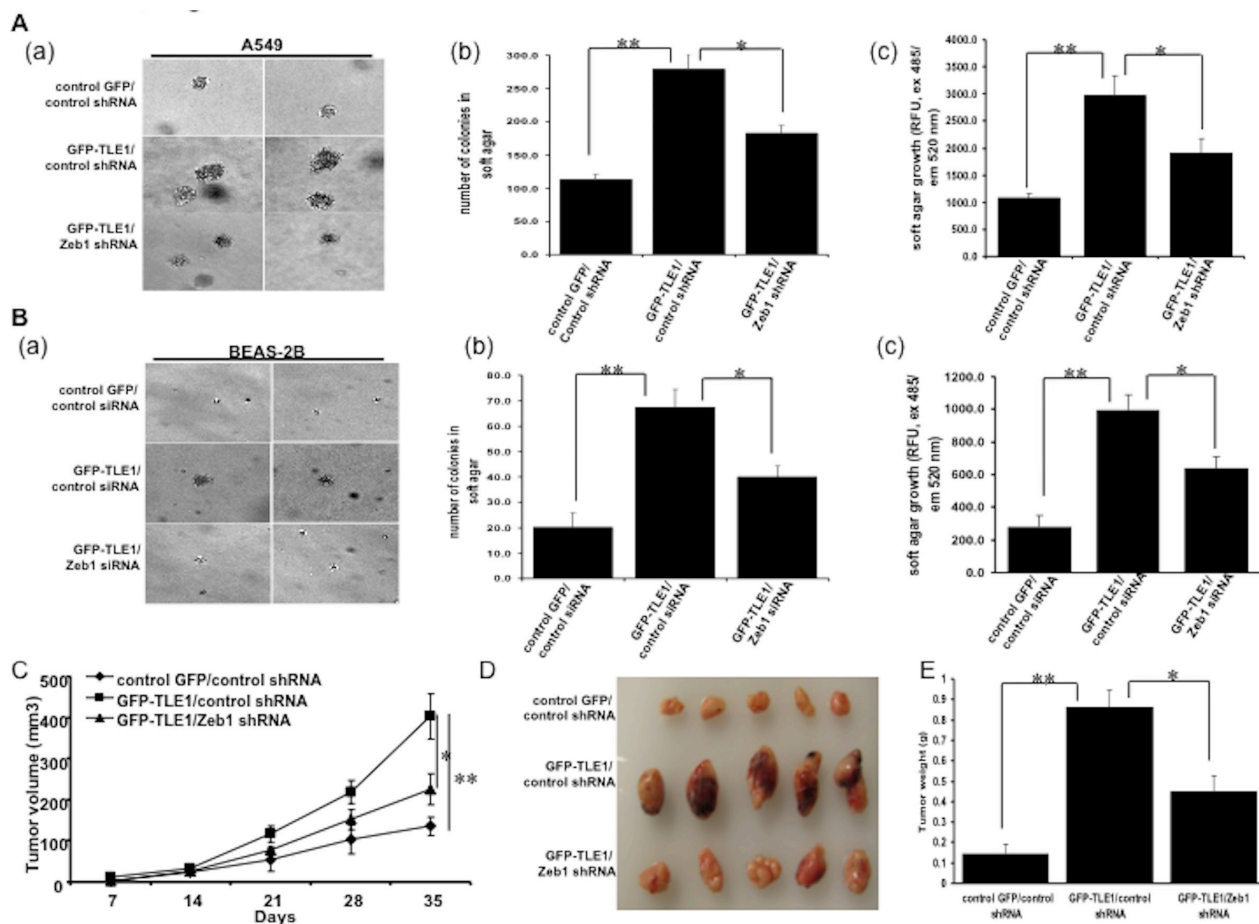 A
(a)
A549
control GFP/
control shRNA
GFP-TLE1/
control shRNA
GFP-TLE1/
Zeb1 shRNA
(b)
number of colonies in
soft agar
300.0
250.0
200.0
150.0
100.0
50.0
0.0
**
*
control GFP/
Control shRNA
GFP-TLE1/
control shRNA
GFP-TLE1/
Zeb1 shRNA
(c)
soft agar growth (RFU, ex 485/
em 520 nm)
4000.0
3500.0
3000.0
2500.0
2000.0
1500.0
1000.0
500.0
0.0
**
*
control GFP/
control shRNA
GFP-TLE1/
control shRNA
GFP-TLE1/
Zeb1 shRNA
B
(a)
BEAS-2B
control GFP/
control siRNA
GFP-TLE1/
control siRNA
GFP-TLE1/
Zeb1 siRNA
(b)
number of colonies in
soft agar
80.0
70.0
60.0
50.0
40.0
30.0
20.0
10.0
0.0
**
*
control GFP/
control siRNA
GFP-TLE1/
control siRNA
GFP-TLE1/
Zeb1 siRNA
(c)
soft agar growth (RFU, ex 485/
em 520 nm)
1200.0
1000.0
800.0
600.0
400.0
200.0
0.0
**
*
control GFP/
control siRNA
GFP-TLE1/
control siRNA
GFP-TLE1/
Zeb1 siRNA
C
Tumor volume (mm3)
500
400
300
200
100
0
control GFP/control shRNA
GFP-TLE1/control shRNA
GFP-TLE1/Zeb1 shRNA
*
**
7 14 21 28 35
Days
D
control GFP/
control shRNA
GFP-TLE1/
control shRNA
GFP-TLE1/
Zeb1 shRNA
E
Tumor weight (g)
1
0.9
0.8
0.7
0.6
0.5
0.4
0.3
0.2
0.1
0
**
*
control GFP/control
shRNA
GFP-TLE1/control
shRNA
GFP-TLE1/Zeb1
shRNA